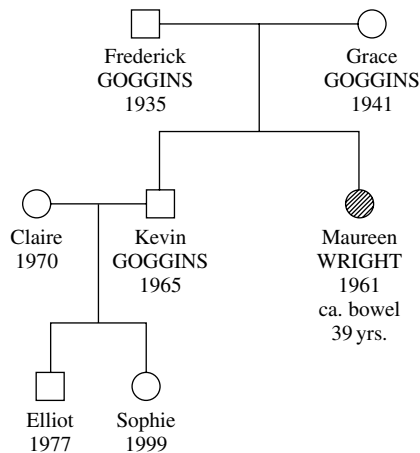 Frederick
GOGGINS
1935
Grace
GOGGINS
1941
Claire
1970
Kevin
GOGGINS
1965
Maureen
WRIGHT
1961
ca. bowel
39 yrs.
Elliot
1977
Sophie
1999